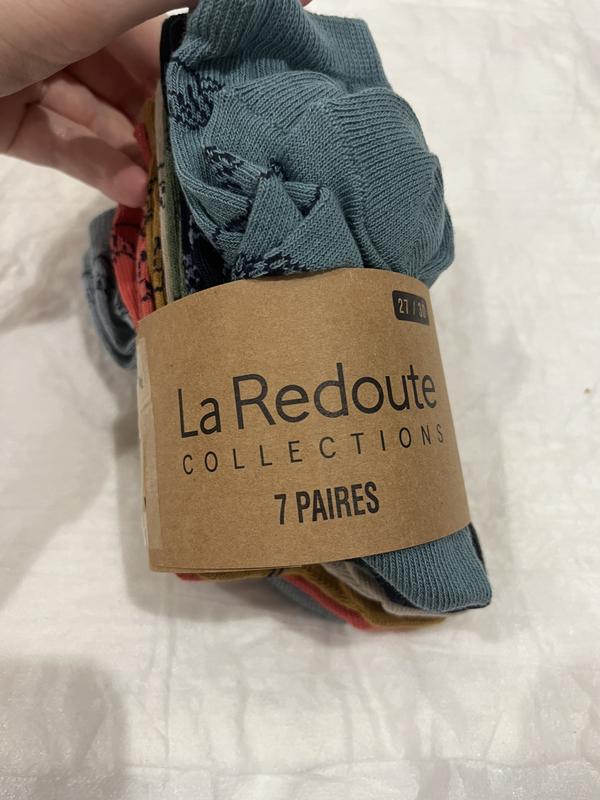 27 / 30
La Redoute
COLLECTIONS
7 PAIRES